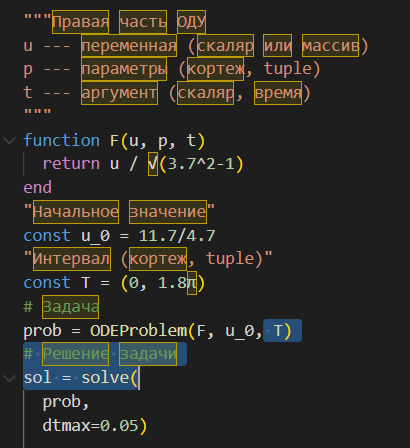 """Правая часть ОДУ
u --- переменная (скаляр или массив)
p --- параметры (кортеж, tuple)
t --- аргумент (скаляр, время)
"""
function F(u, p, t)
return u / √(3.7^2-1)
end
"Начальное значение"
const u_0 = 11.7/4.7
"Интервал (кортеж, tuple)"
const T = (0, 1.8π)
# Задача
prob = ODEProblem(F, u_0, T)
# Решение задачи
sol = solve(
prob,
dtmax=0.05)